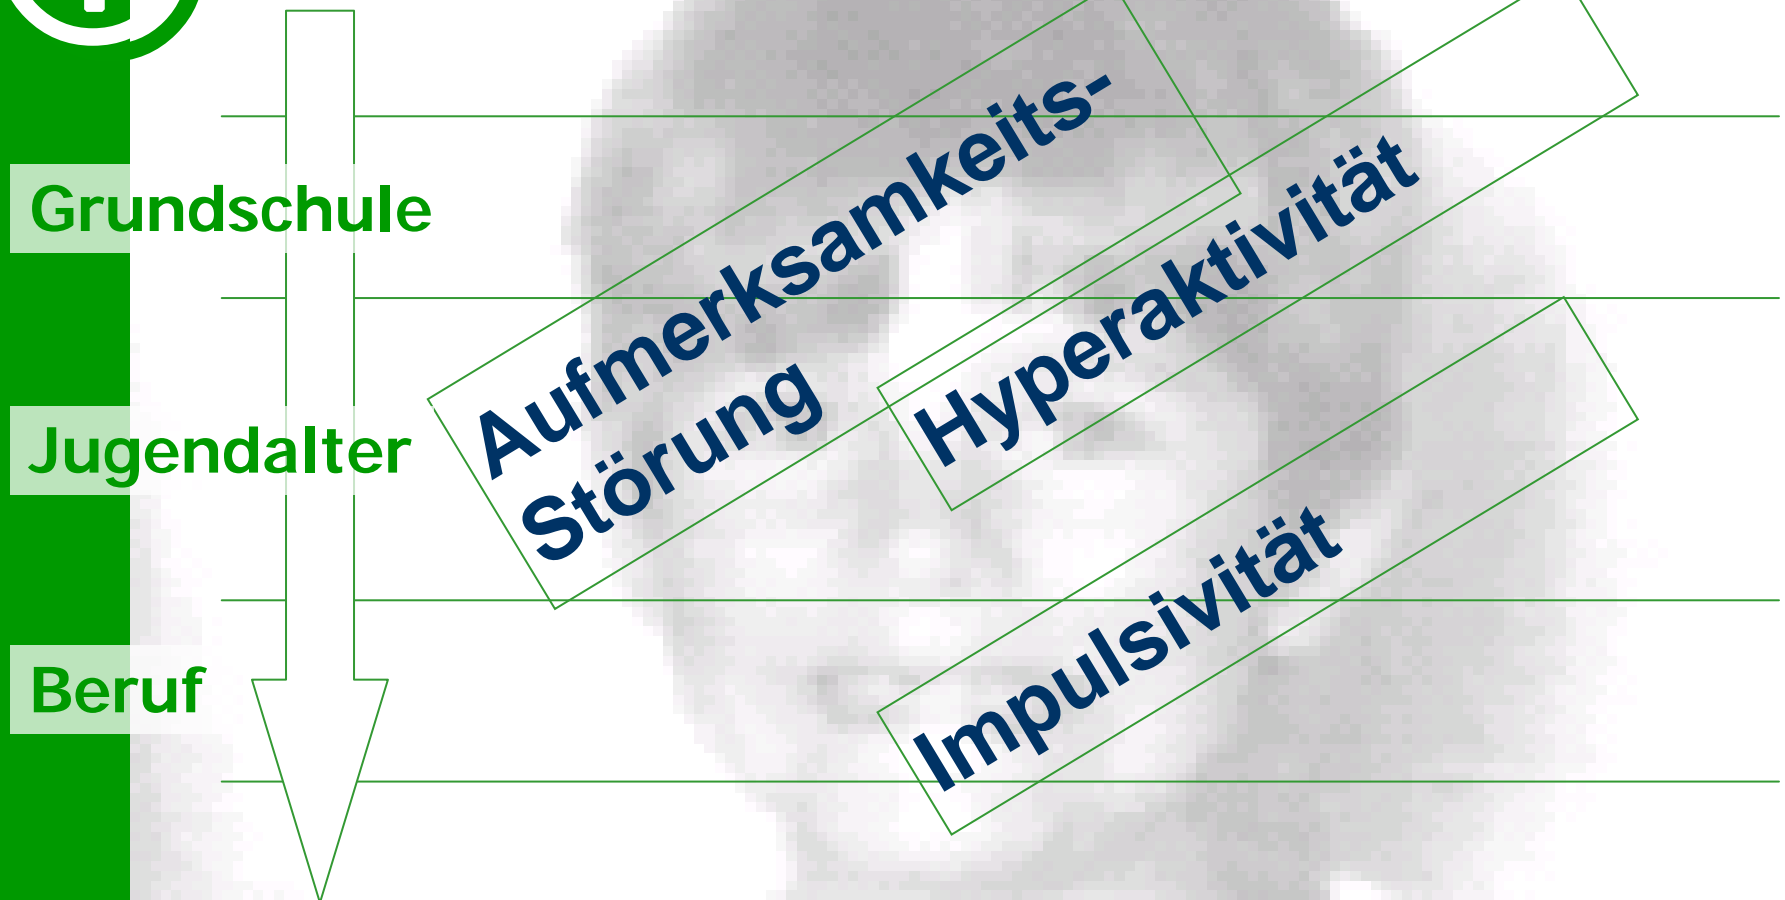 Grundschule
Jugendalter
Beruf
Aufmerksamkeits-
Störung
Hyperaktivität
Impulsivität